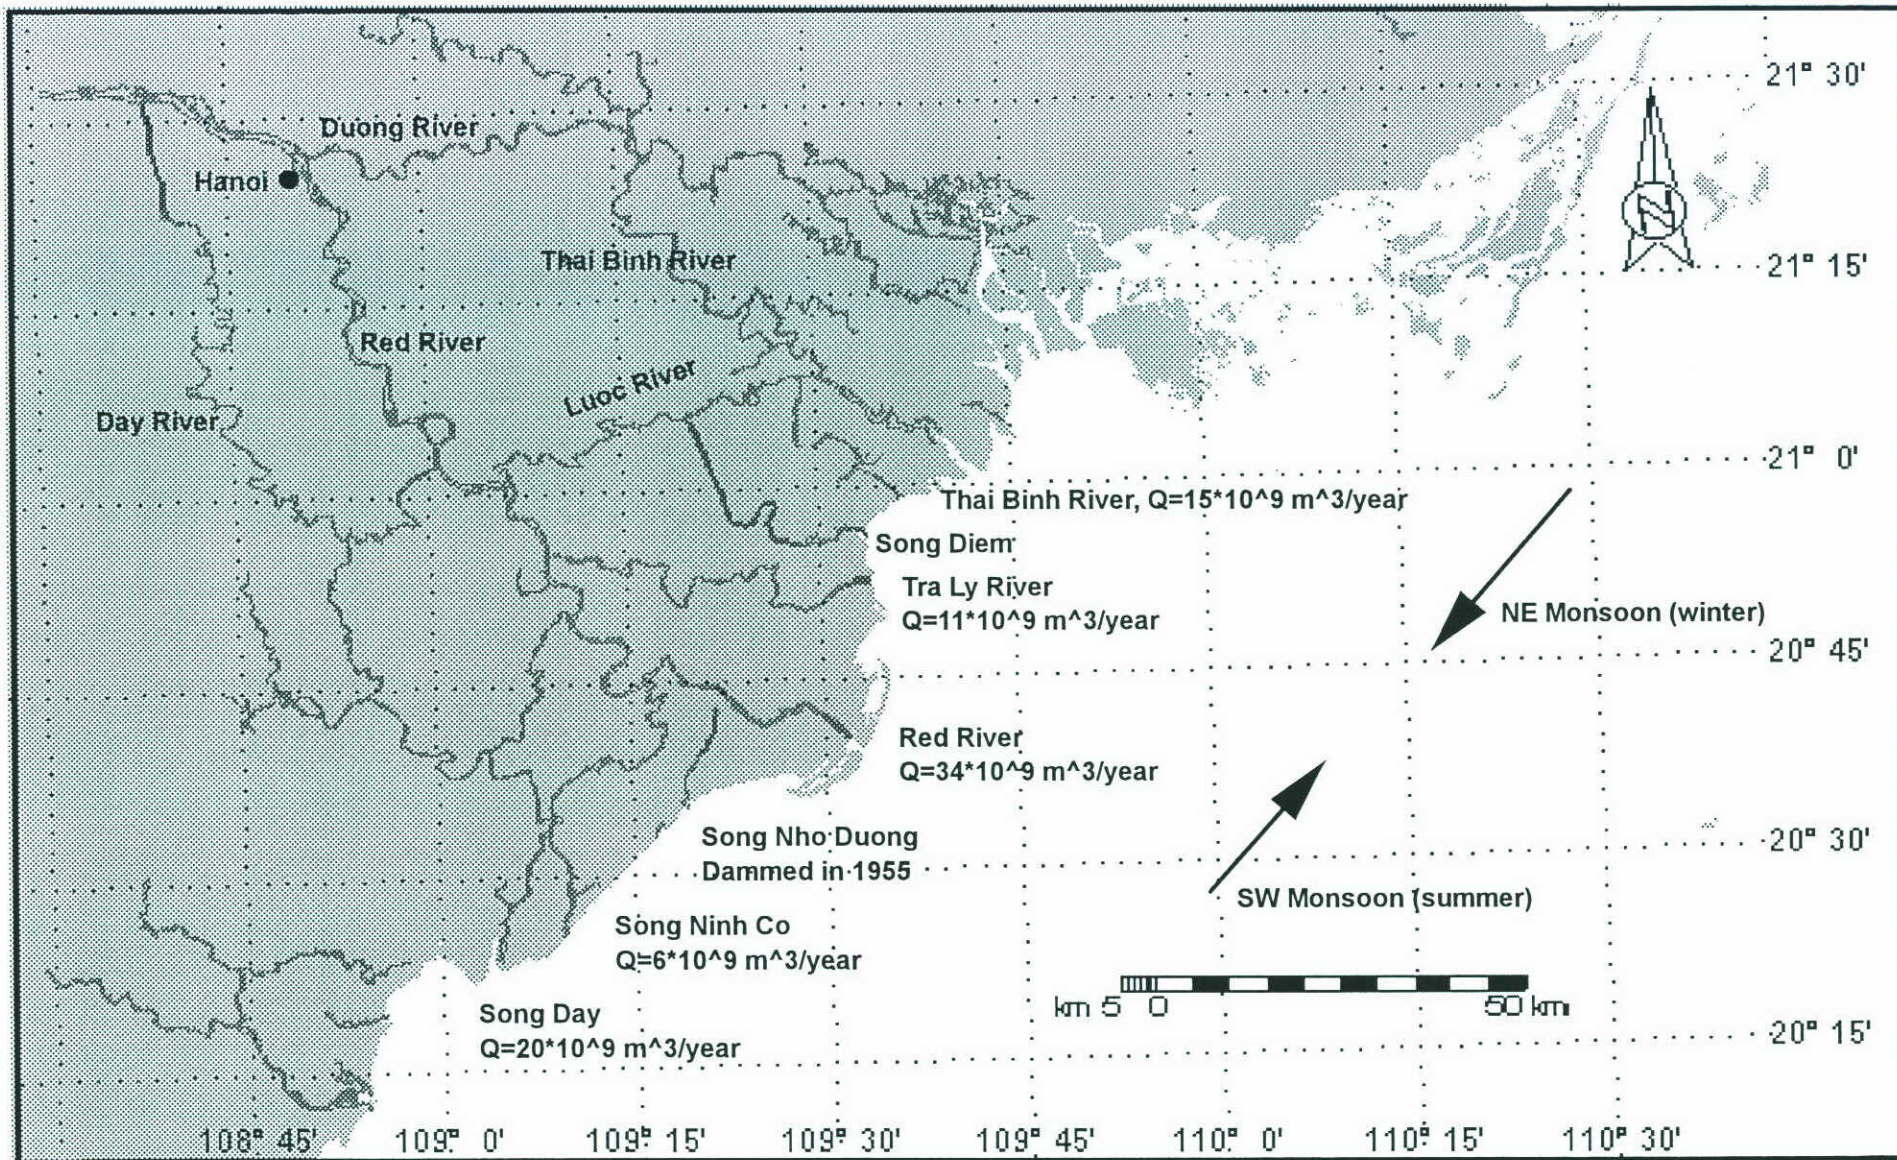 21° 30'
Duong River
Hanoi
N
Thai Binh River
21° 15'
Red River
Luoc River
Day River
21° 0'
Thai Binh River, Q=15*10^9 m^3/year
Song Diem
Tra Ly River
Q=11*10^9 m^3/year
NE Monsoon (winter)
20° 45'
Red River
Q=34*10^9 m^3/year
Song Nho Duong
Dammed in 1955
20° 30'
SW Monsoon (summer)
Song Ninh Co
Q=6*10^9 m^3/year
km 5 0 50 km
Song Day
Q=20*10^9 m^3/year
20° 15'
108° 45' 109° 0' 109° 15' 109° 30' 109° 45' 110° 0' 110° 15' 110° 30'